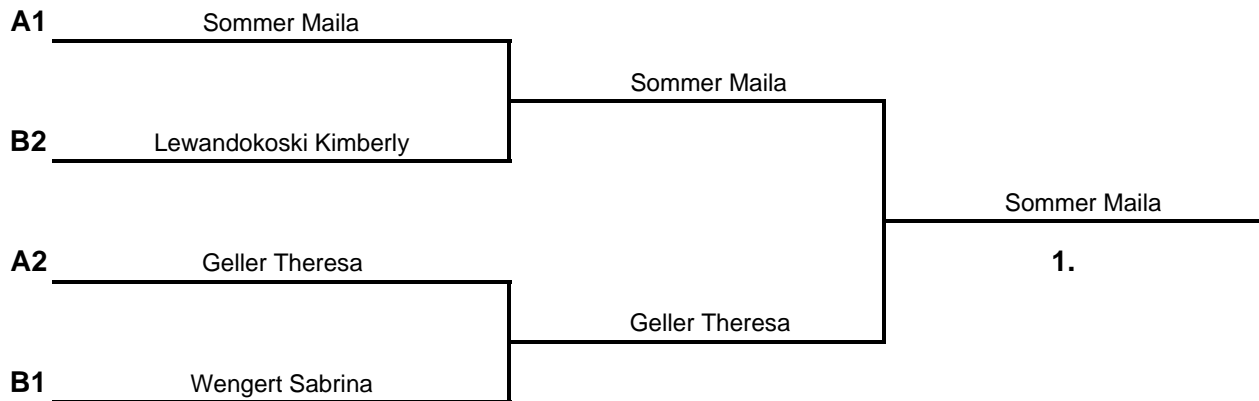 A1 Sommer Maila
Sommer Maila
B2 Lewandokoski Kimberly
Sommer Maila
A2 Geller Theresa
1.
Geller Theresa
B1 Wengert Sabrina